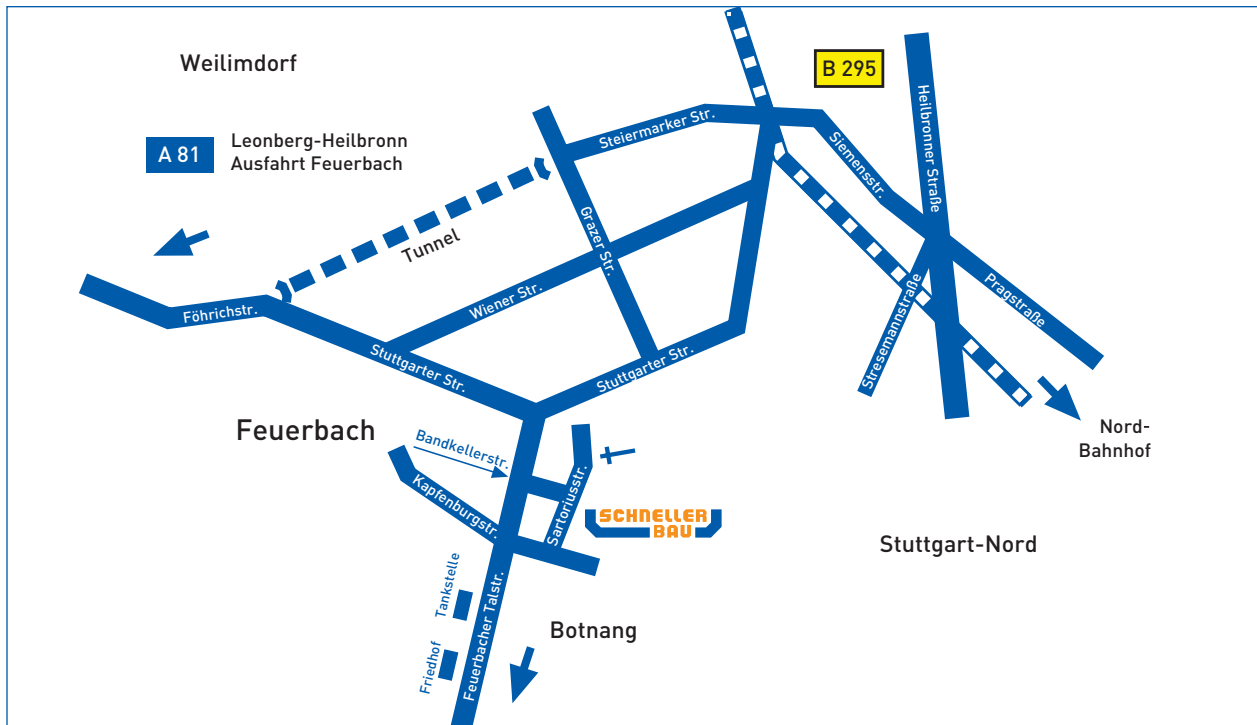 Weilimdorf
B 295
A 81
Leonberg-Heilbronn
Ausfahrt Feuerbach
Steiermarker Str.
Siemensstr.
Heilbronner Straße
Tunnel
Grazer Str.
Wiener Str.
Föhrichstr.
Stuttgarter Str.
Stuttgarter Str.
Stresemannstraße
Pragstraße
Nord-
Bahnhof
Feuerbach
Bandkellerstr.
Kapfenburgstr.
Sartoriusstr.
SCHNELLER
BAU
Stuttgart-Nord
Tankstelle
Feuerbacher Talstr.
Botnang
Friedhof